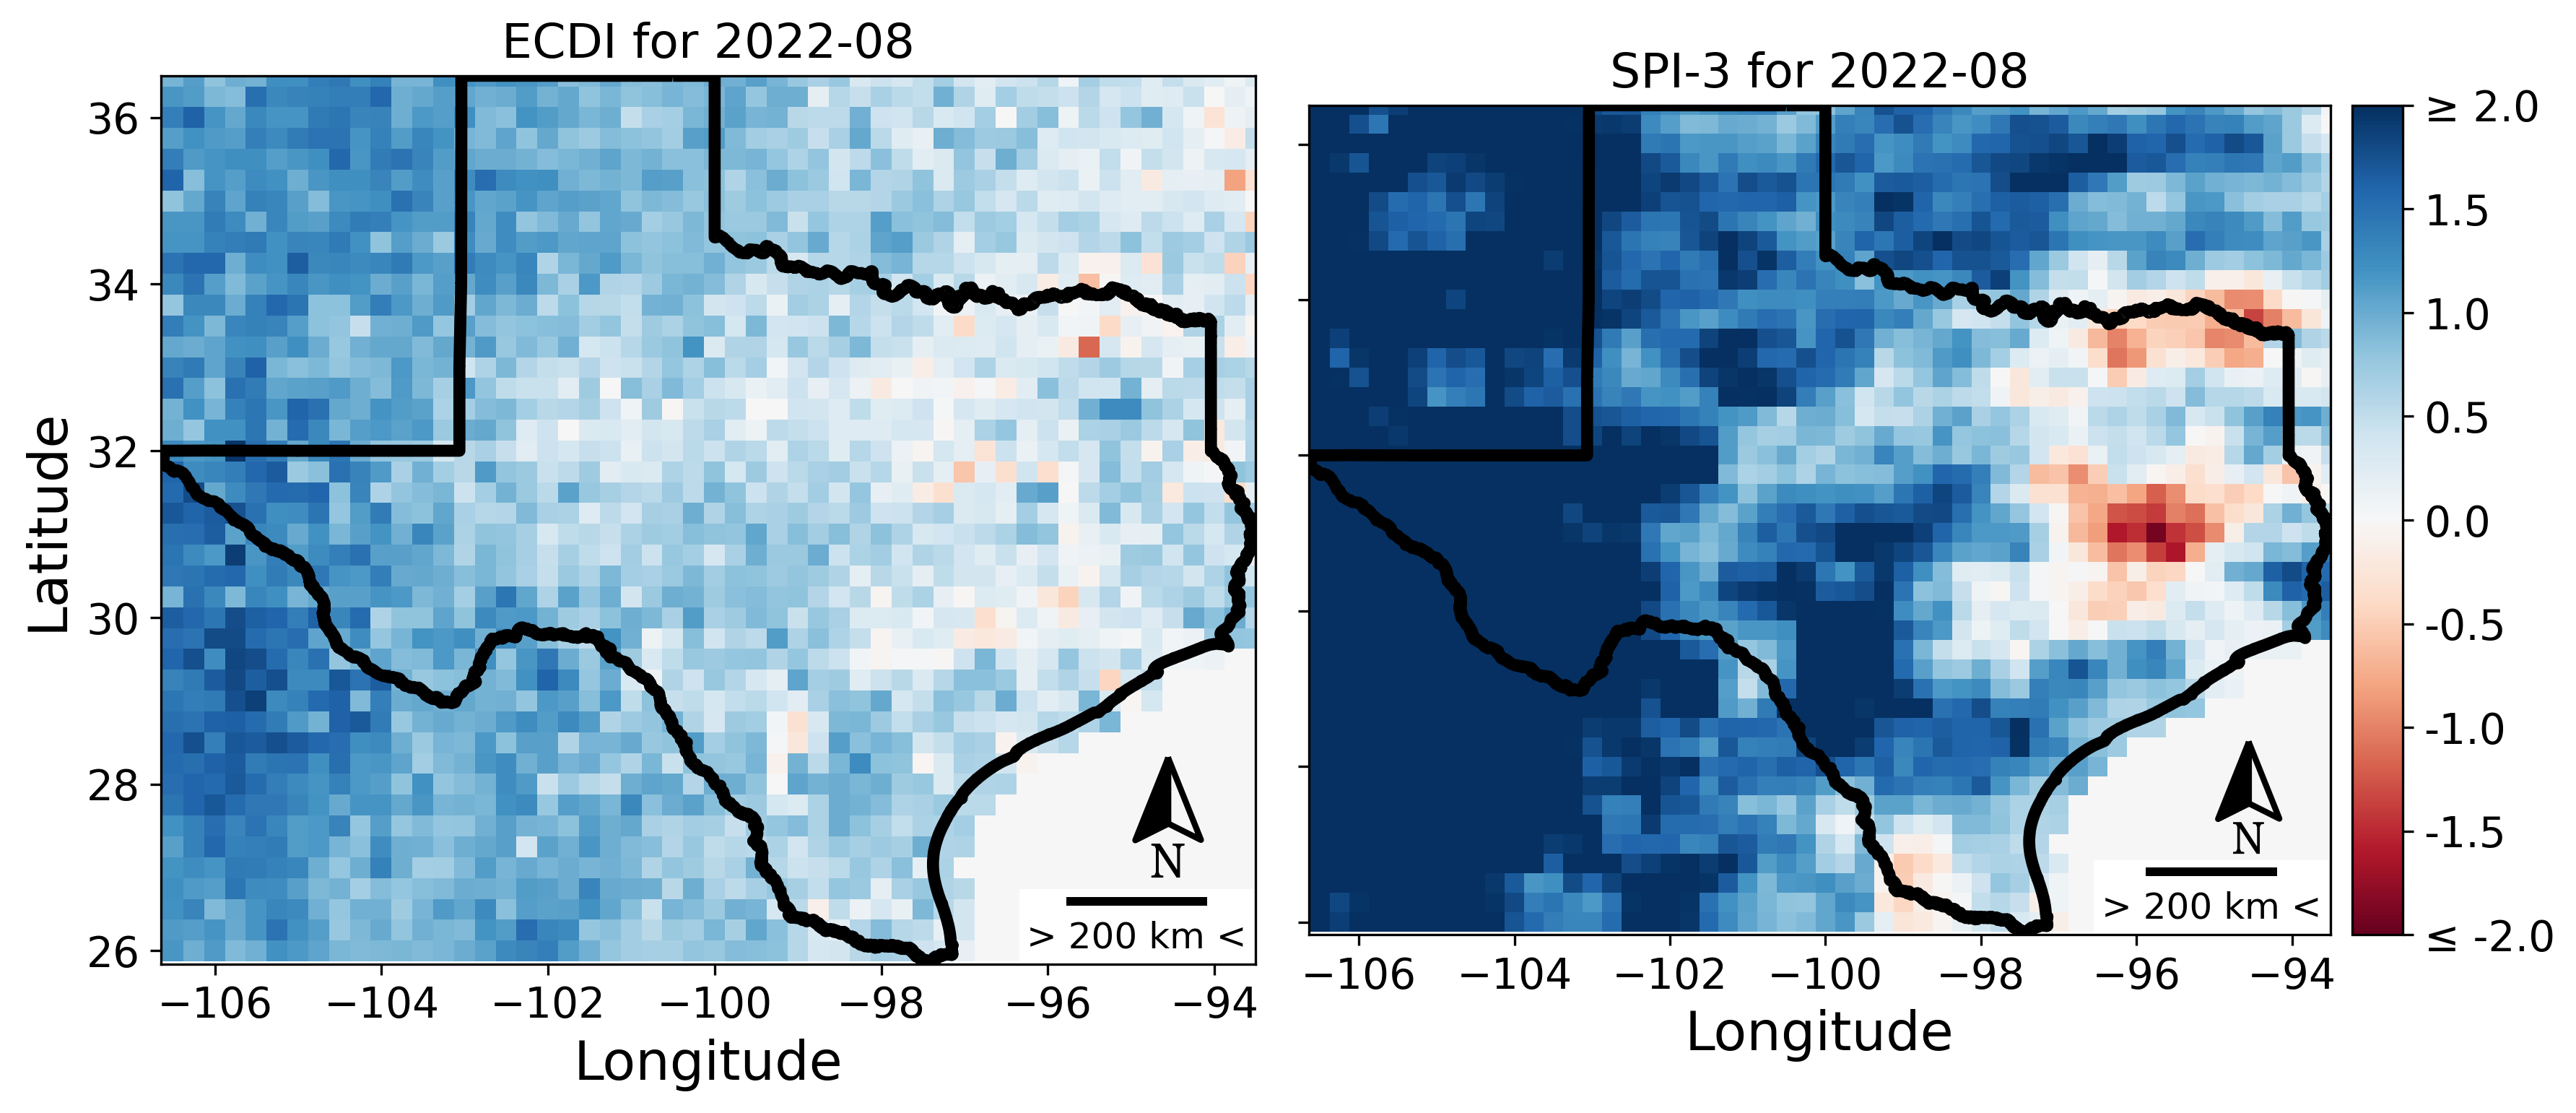 ECDI for 2022-08
36
34
32
30
28
26
Latitude
−106 −104 −102 −100 −98 −96 −94
Longitude
N
> 200 km <
SPI-3 for 2022-08
−106 −104 −102 −100 −98 −96 −94
Longitude
N
> 200 km <
≥ 2.0
1.5
1.0
0.5
0.0
-0.5
-1.0
-1.5
≤ -2.0